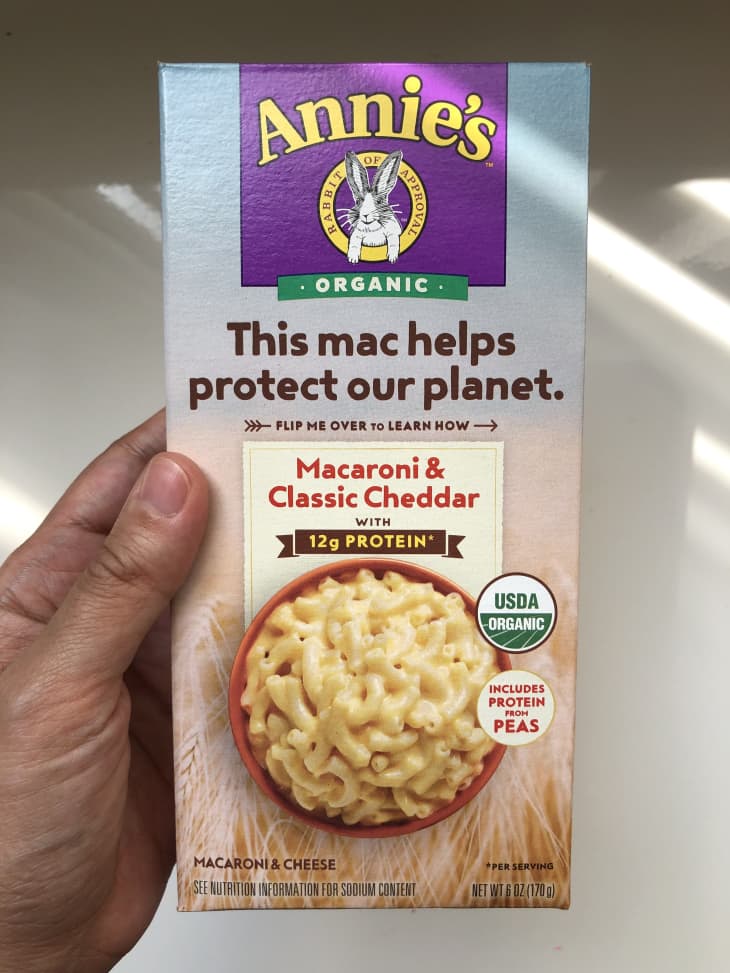 Annie's™
RABBIT OF APPROVAL
· ORGANIC ·
This mac helps
protect our planet.
FLIP ME OVER TO LEARN HOW
Macaroni &
Classic Cheddar
WITH
12g PROTEIN*
USDA
ORGANIC
INCLUDES
PROTEIN
FROM
PEAS
MACARONI & CHEESE
*PER SERVING
SEE NUTRITION INFORMATION FOR SODIUM CONTENT
NET WT 6 OZ (170 g)